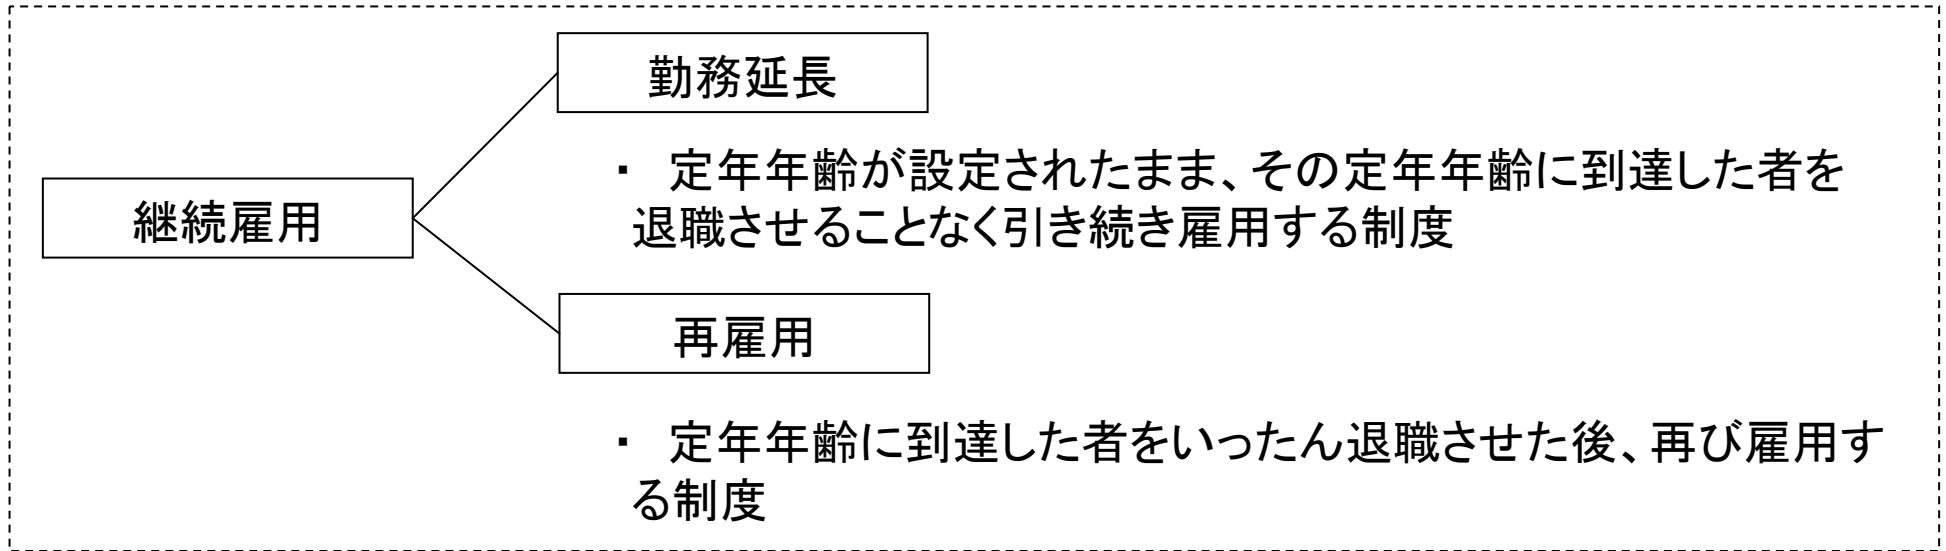 勤務延長
・ 定年年齢が設定されたまま、その定年年齢に到達した者を
退職させることなく引き続き雇用する制度
継続雇用
再雇用
・ 定年年齢に到達した者をいったん退職させた後、再び雇用す
る制度